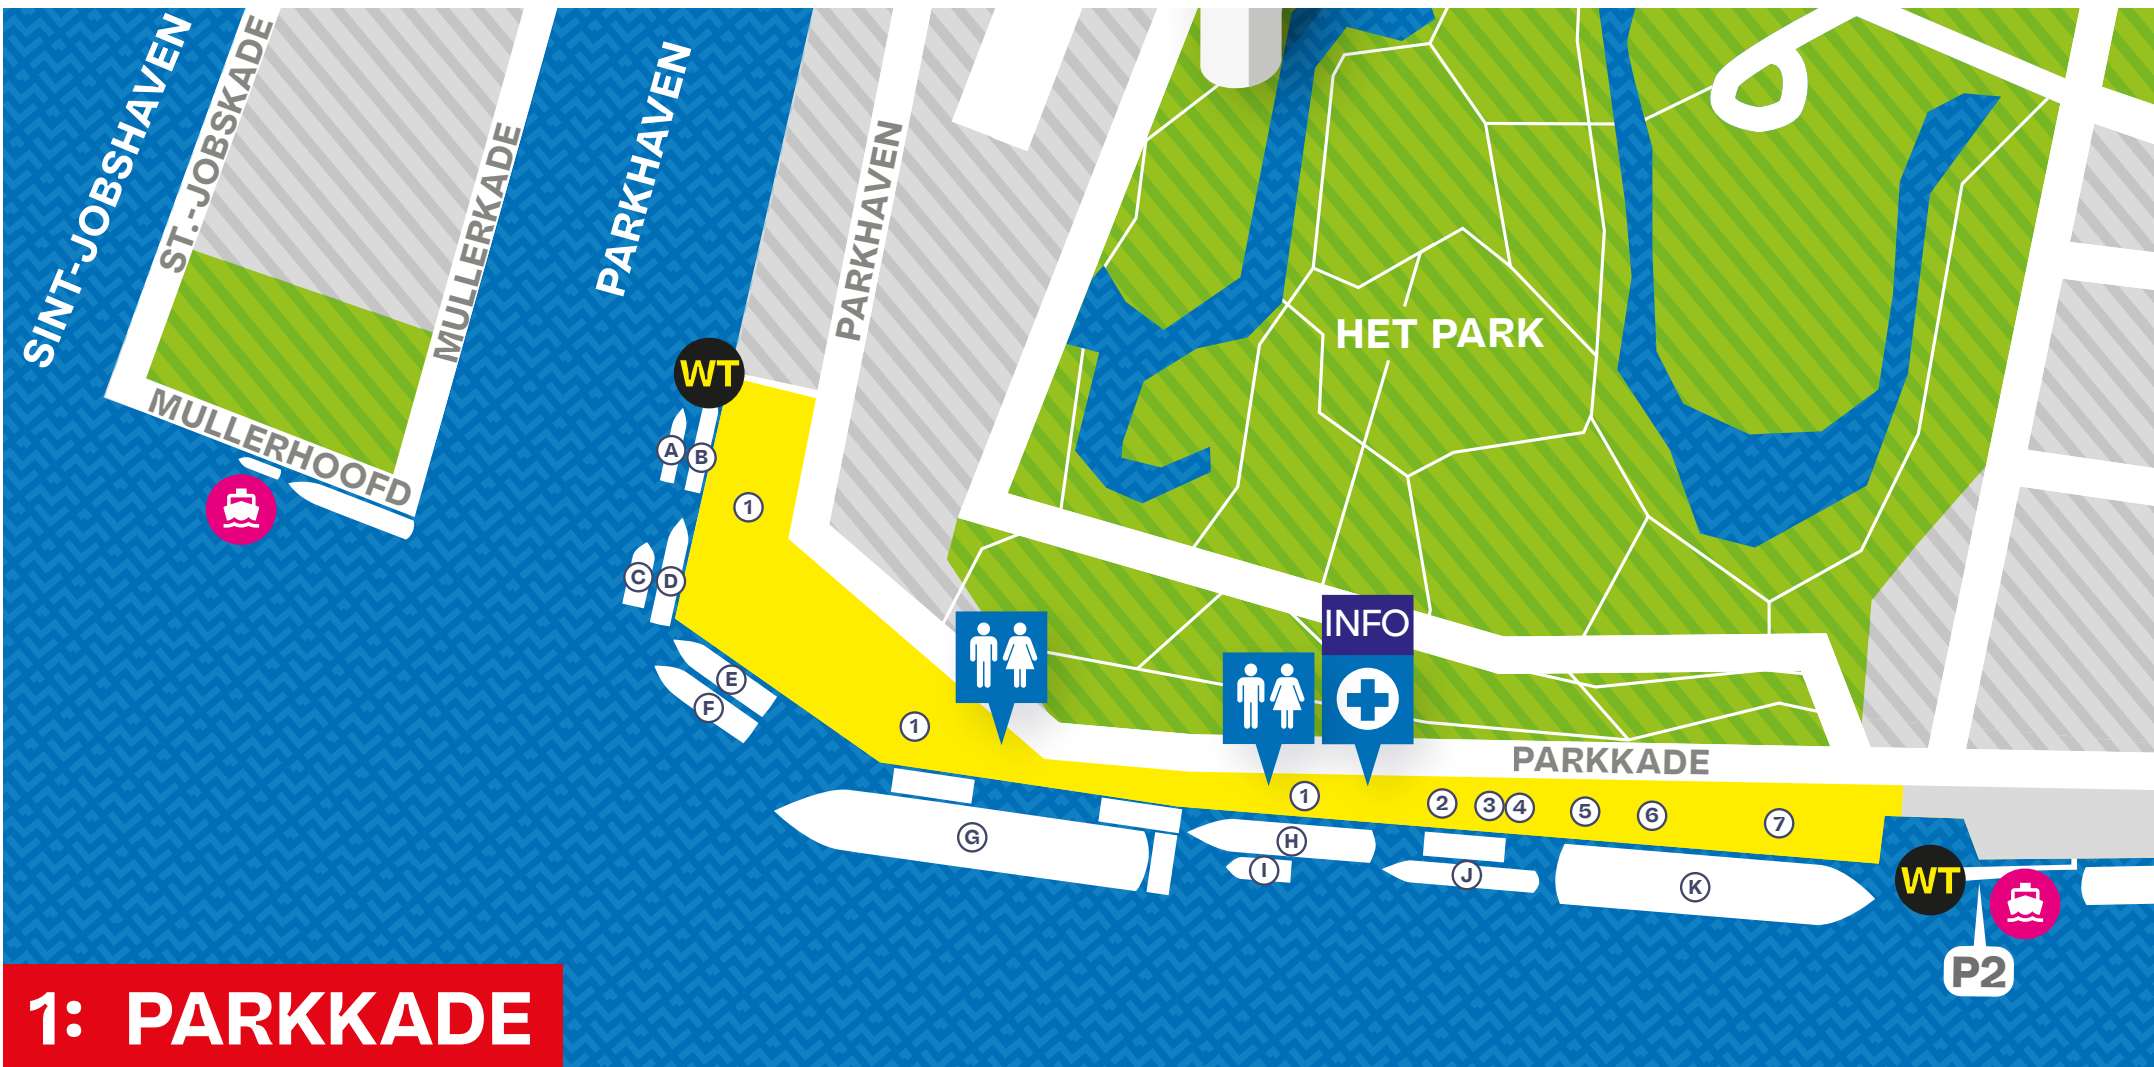 SINT-JOBSHAVEN
ST.-JOBSKADE
MULLERKADE
MULLERHOOFD
PARKHAVEN
PARKHAVEN
HET PARK
WT
A
B
1
C
D
E
F
1
INFO
PARKKADE
1
2
3
4
5
6
7
G
H
I
J
K
WT
P2
1: PARKKADE